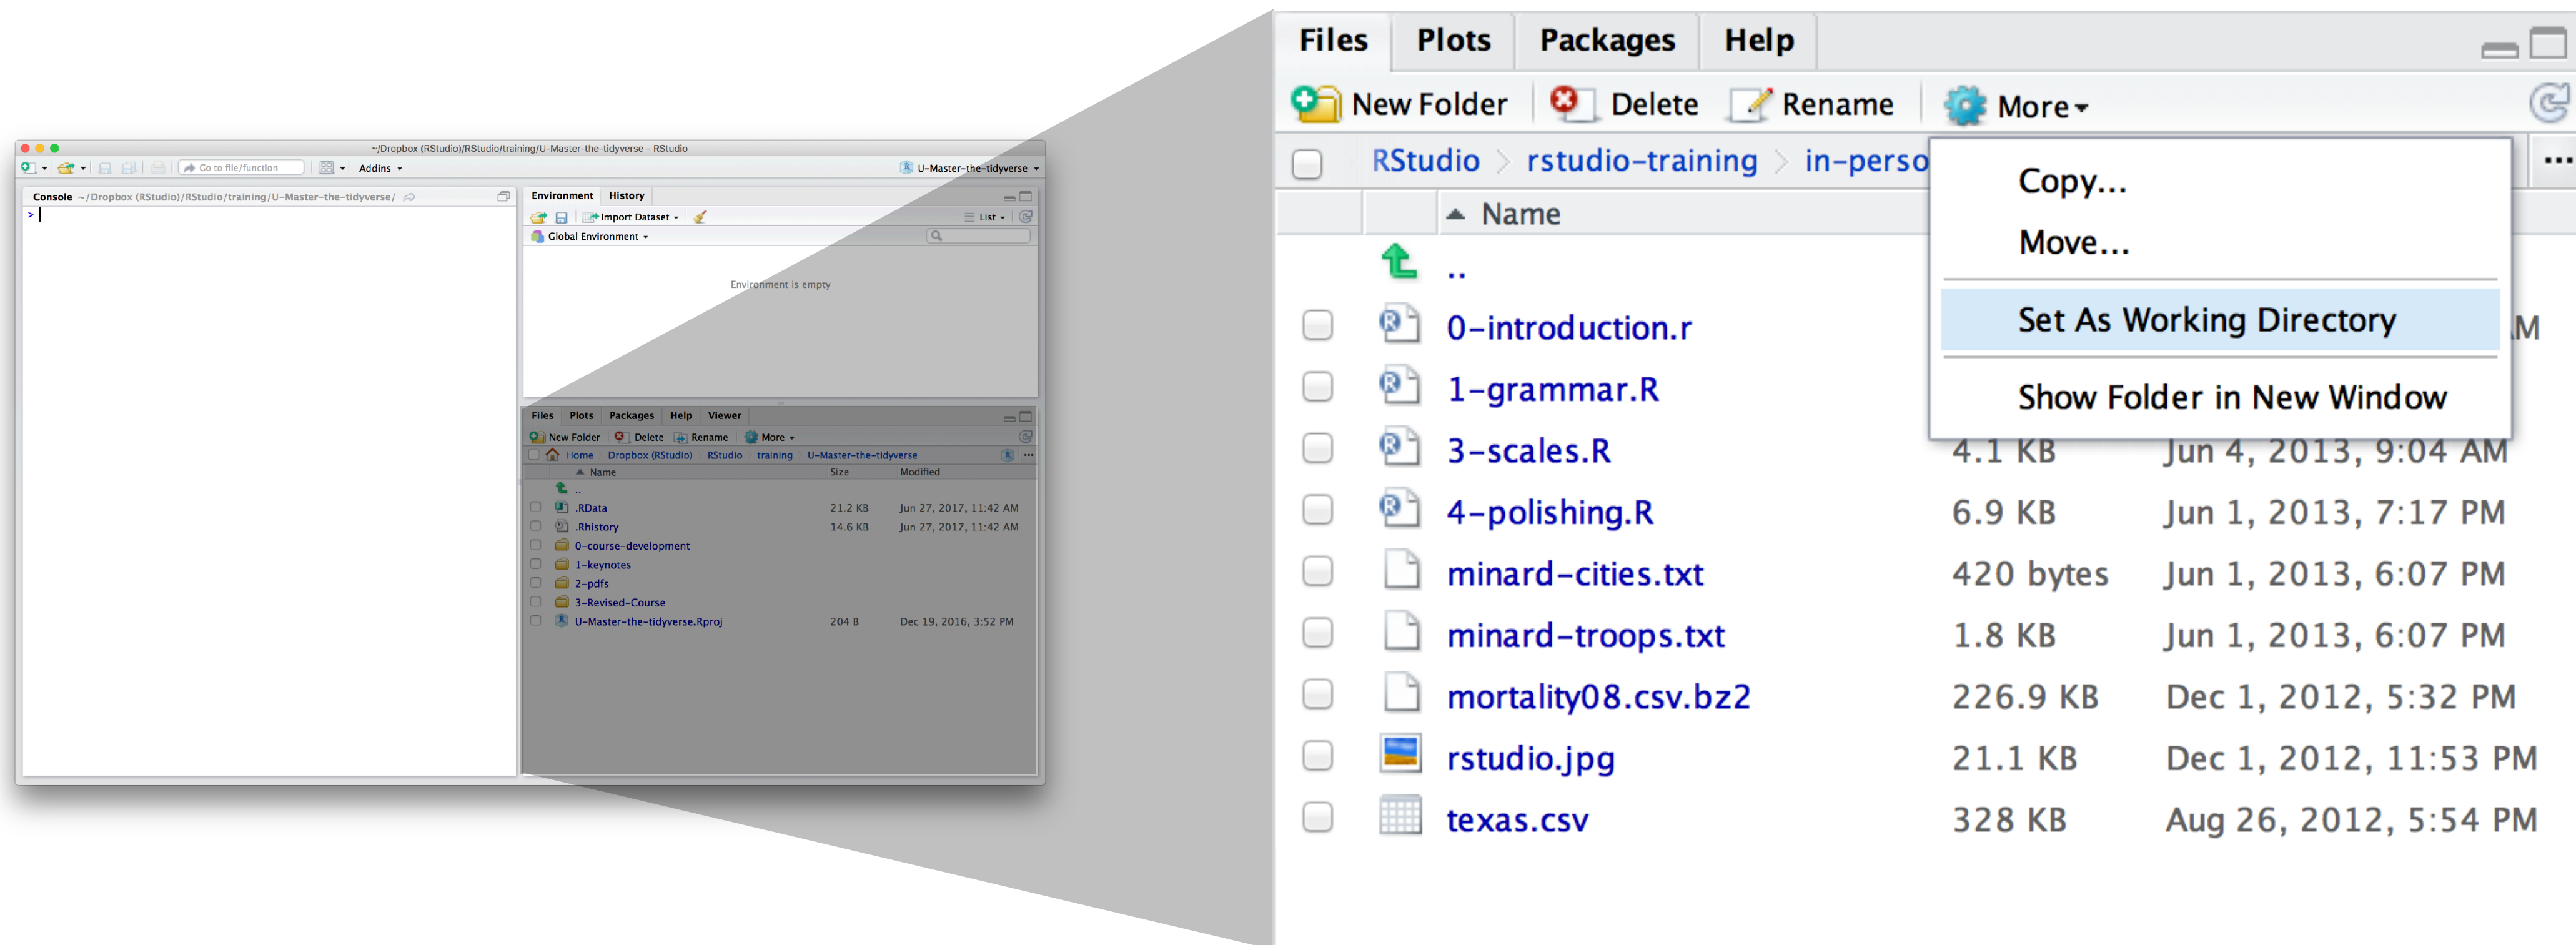 ~/Dropbox (RStudio)/RStudio/training/U-Master-the-tidyverse - RStudio
Go to file/function Addins U-Master-the-tidyverse
Console ~/Dropbox (RStudio)/RStudio/training/U-Master-the-tidyverse/
>
Environment History
Import Dataset List
Global Environment
Environment is empty
Files Plots Packages Help Viewer
New Folder Delete Rename More
Home Dropbox (RStudio) RStudio training U-Master-the-tidyverse ...
Name Size Modified
..
.RData 21.2 KB Jun 27, 2017, 11:42 AM
.Rhistory 14.6 KB Jun 27, 2017, 11:42 AM
0-course-development
1-keynotes
2-pdfs
3-Revised-Course
U-Master-the-tidyverse.Rproj 204 B Dec 19, 2016, 3:52 PM
Files Plots Packages Help
New Folder Delete Rename More
RStudio rstudio-training in-perso ...
Name
..
Copy...
Move...
Set As Working Directory
Show Folder in New Window
0-introduction.r M
1-grammar.R
3-scales.R 4.1 KB Jun 4, 2013, 9:04 AM
4-polishing.R 6.9 KB Jun 1, 2013, 7:17 PM
minard-cities.txt 420 bytes Jun 1, 2013, 6:07 PM
minard-troops.txt 1.8 KB Jun 1, 2013, 6:07 PM
mortality08.csv.bz2 226.9 KB Dec 1, 2012, 5:32 PM
rstudio.jpg 21.1 KB Dec 1, 2012, 11:53 PM
texas.csv 328 KB Aug 26, 2012, 5:54 PM